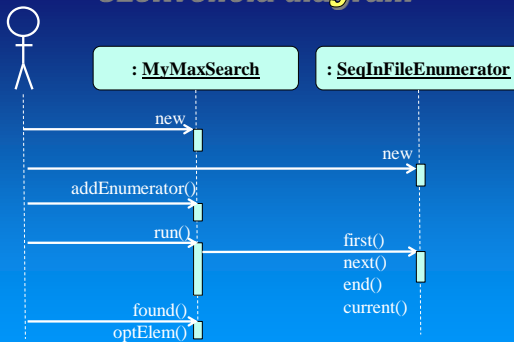 : MyMaxSearch
: SeqInFileEnumerator
new
new
addEnumerator()
run()
first()
next()
end()
current()
found()
optElem()